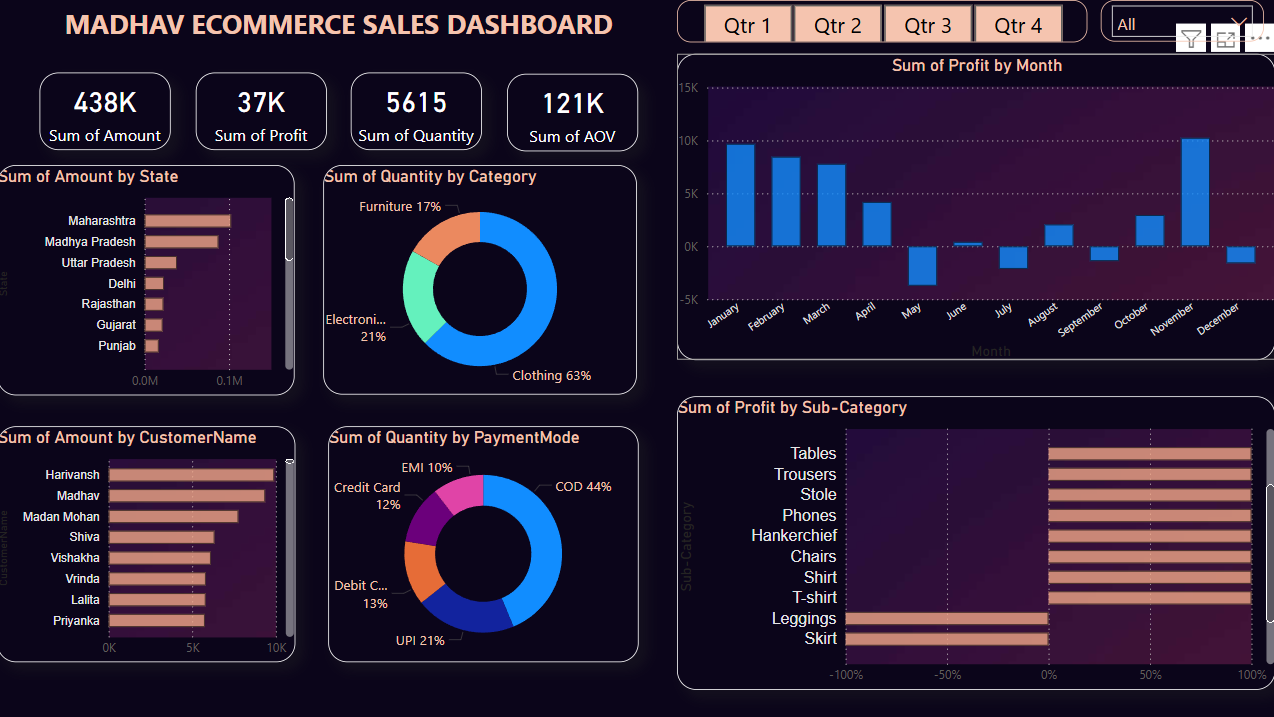 MADHAV ECOMMERCE SALES DASHBOARD
Qtr 1
Qtr 2
Qtr 3
Qtr 4
All
438K
Sum of Amount
37K
Sum of Profit
5615
Sum of Quantity
121K
Sum of AOV
Sum of Profit by Month
15K
10K
5K
0K
-5K
January
February
March
April
May
June
July
August
September
October
November
December
Month
Sum of Amount by State
State
Maharashtra
Madhya Pradesh
Uttar Pradesh
Delhi
Rajasthan
Gujarat
Punjab
0.0M
0.1M
Sum of Quantity by Category
Furniture 17%
Electroni...
21%
Clothing 63%
Sum of Amount by CustomerName
CustomerName
Harivansh
Madhav
Madan Mohan
Shiva
Vishakha
Vrinda
Lalita
Priyanka
0K
5K
10K
Sum of Quantity by PaymentMode
EMI 10%
Credit Card
12%
Debit C...
13%
UPI 21%
COD 44%
Sum of Profit by Sub-Category
Sub-Category
Tables
Trousers
Stole
Phones
Hankerchief
Chairs
Shirt
T-shirt
Leggings
Skirt
-100%
-50%
0%
50%
100%